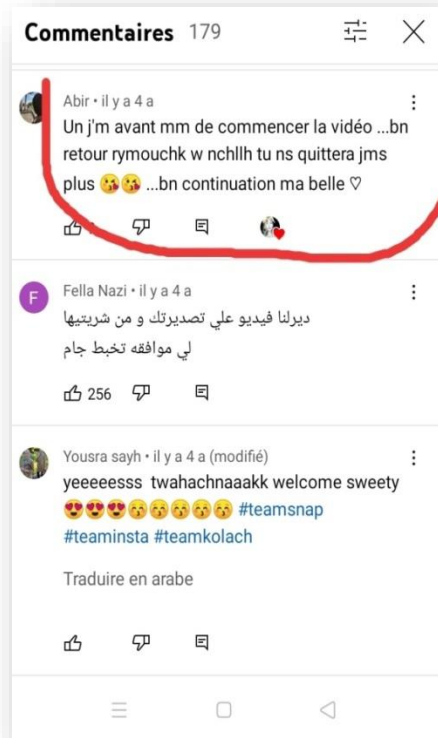 Commentaires 179
Abir • il y a 4 a
Un j'm avant mm de commencer la vidéo ...bn
retour rymouchk w nchllh tu ns quittera jms
plus 😘😘 ...bn continuation ma belle ♡
F
Fella Nazi • il y a 4 a
ديرلنا فيديو علي تصديرتك و من شريتيها
لي موافقه تخبط جام
256
Yousra sayh • il y a 4 a (modifié)
yeeeeesss twahachnaaakk welcome sweety
😍😍😍😚😚😚😚😚 #teamsnap
#teaminsta #teamkolach
Traduire en arabe